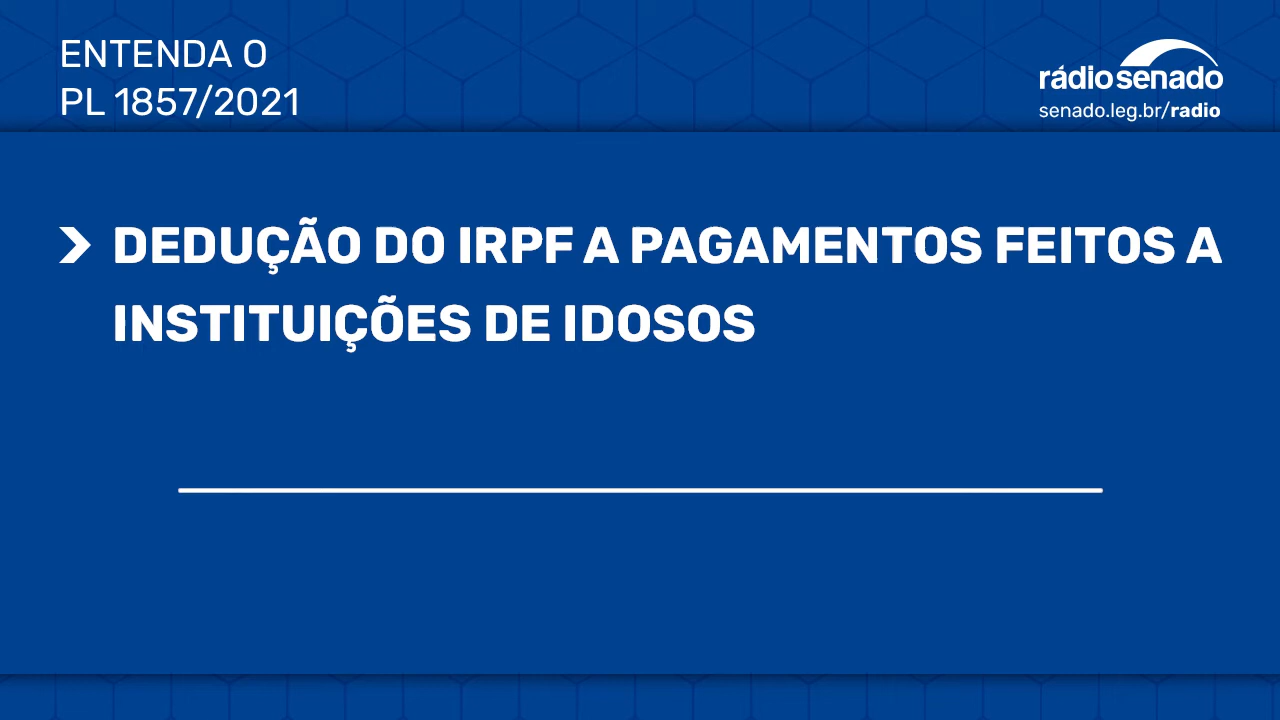 ENTENDA O
PL 1857/2021
rádio senado
senado.leg.br/radio
DEDUÇÃO DO IRPF A PAGAMENTOS FEITOS A
INSTITUIÇÕES DE IDOSOS